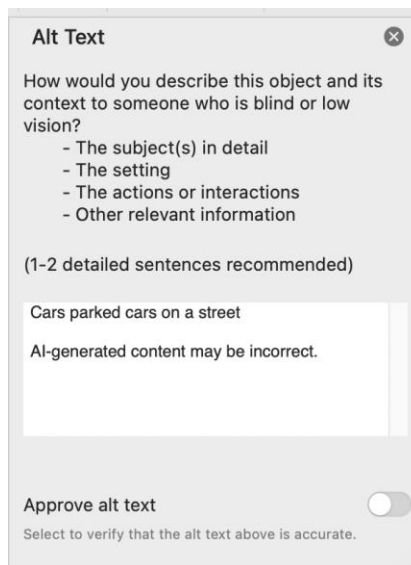 Alt Text
How would you describe this object and its
context to someone who is blind or low
vision?
- The subject(s) in detail
- The setting
- The actions or interactions
- Other relevant information
(1-2 detailed sentences recommended)
Cars parked cars on a street
AI-generated content may be incorrect.
Approve alt text
Select to verify that the alt text above is accurate.